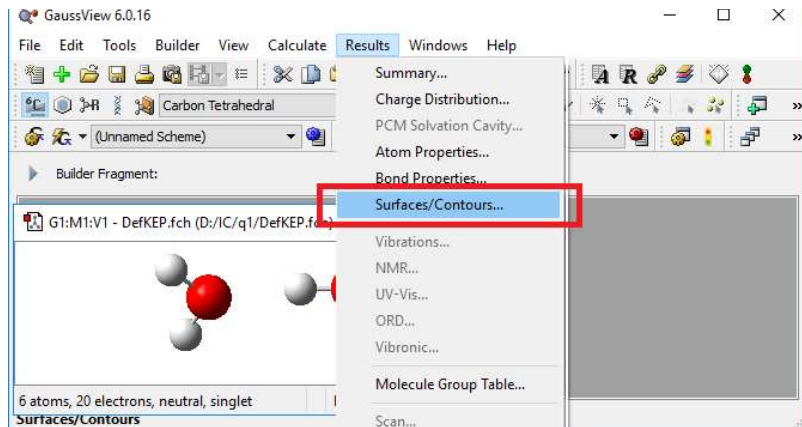 GaussView 6.0.16
File Edit Tools Builder View Calculate Results Windows Help
Summary...
Carbon Tetrahedral
Charge Distribution...
PCM Solvation Cavity...
(Unnamed Scheme)
Atom Properties...
Builder Fragment:
Bond Properties...
Surfaces/Contours...
G1:M1:V1 - DefKEP.fch (D:/IC/q1/DefKEP.fch)
Vibrations...
NMR...
UV-Vis...
ORD...
Vibronic...
Molecule Group Table...
6 atoms, 20 electrons, neutral, singlet
Surfaces/Contours
Scan...